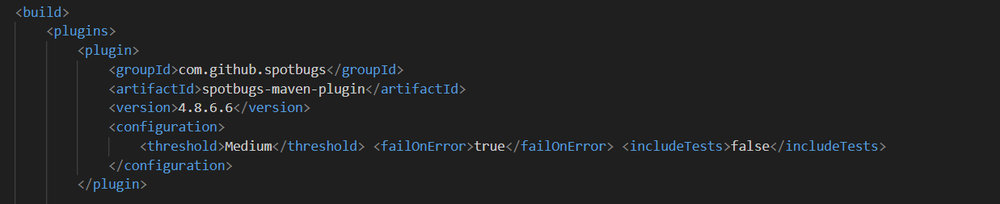 <build>
<plugins>
<plugin>
<groupId>com.github.spotbugs</groupId>
<artifactId>spotbugs-maven-plugin</artifactId>
<version>4.8.6.6</version>
<configuration>
<threshold>Medium</threshold> <failOnError>true</failOnError> <includeTests>false</includeTests>
</configuration>
</plugin>